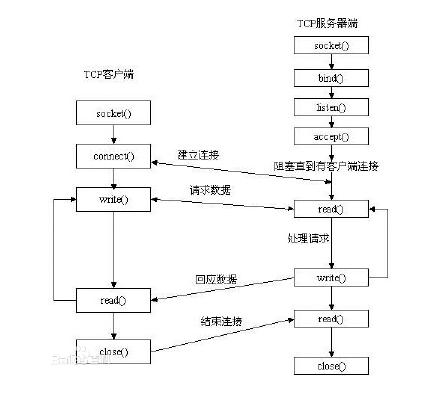 TCP服务器端
socket()
bind()
listen()
accept()
阻塞直到有客户端连接
read()
处理请求
write()
read()
close()
TCP客户端
socket()
connect()
write()
read()
close()
建立连接
请求数据
回应数据
结束连接